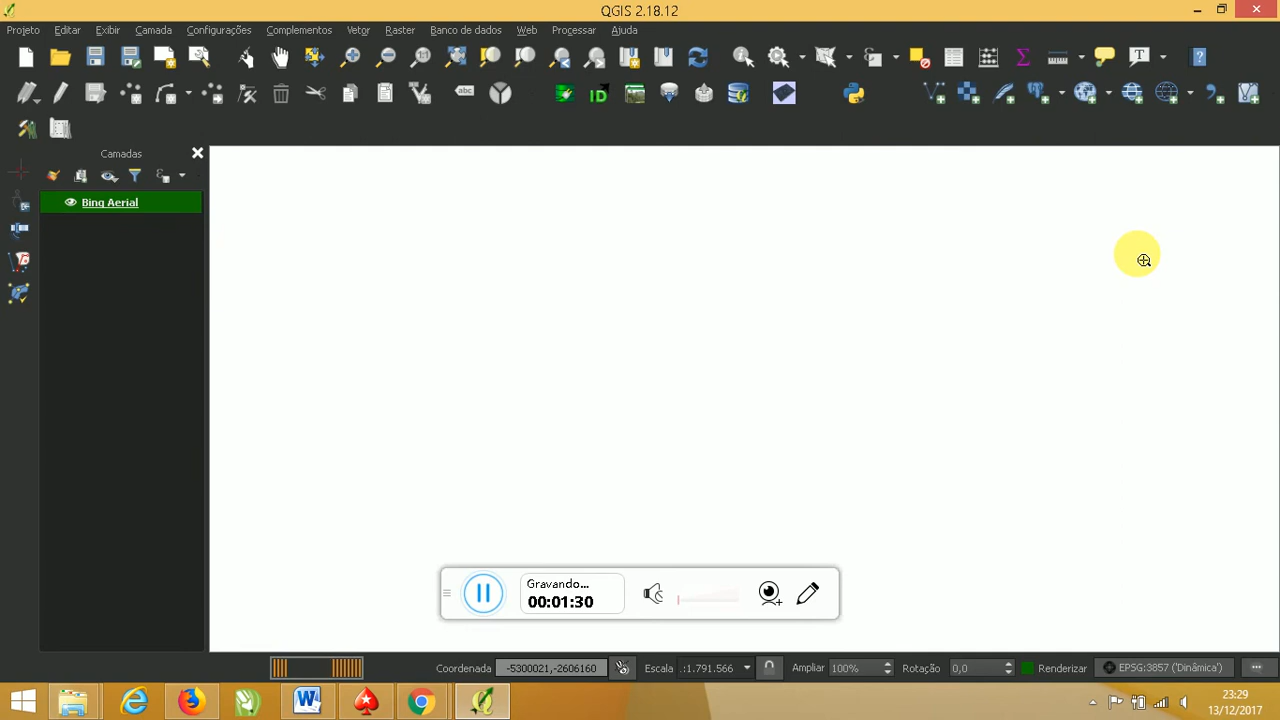 QGIS 2.18.12
Projeto Editar Exibir Camada Configurações Complementos Vetor Raster Banco de dados Web Processar Ajuda
abc
iD
T
Camadas
Bing Aerial
Gravando...
00:01:30
Coordenada -5300021,-2606160 Escala .:1.791.566 Ampliar 100% Rotação 0,0 Renderizar EPSG:3857 ('Dinâmica')
23:29
13/12/2017